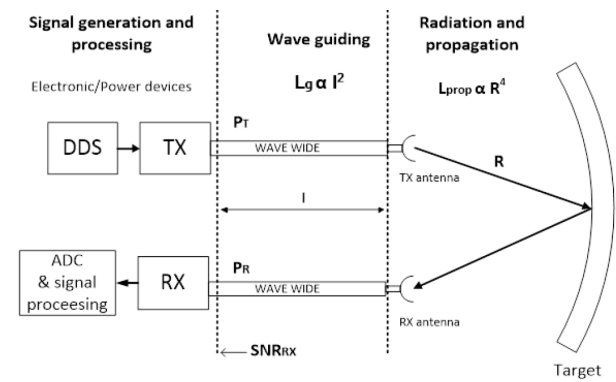 Signal generation and
processing
Wave guiding
Radiation and
propagation
Electronic/Power devices
Lg α l²
Lprop α R⁴
PT
DDS
TX
WAVE WIDE
TX antenna
R
l
ADC
& signal
proceesing
RX
PR
WAVE WIDE
RX antenna
SNRRX
Target